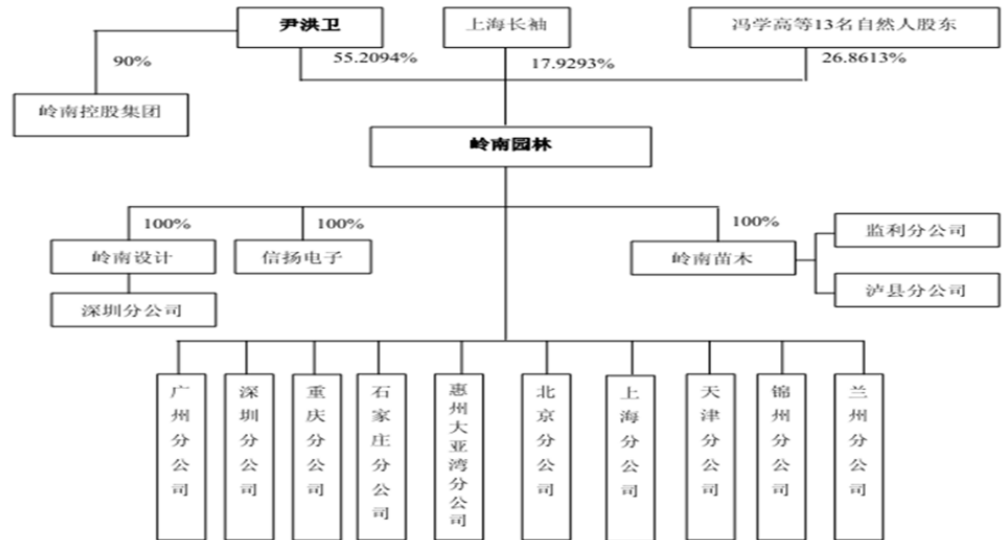 尹洪卫
上海长袖
冯学高等13名自然人股东
90%
55.2094%
17.9293%
26.8613%
岭南控股集团
岭南园林
100%
100%
100%
岭南设计
信扬电子
岭南苗木
监利分公司
泸县分公司
深圳分公司
广州分公司
深圳分公司
重庆分公司
石家庄分公司
惠州大亚湾分公司
北京分公司
上海分公司
天津分公司
锦州分公司
兰州分公司